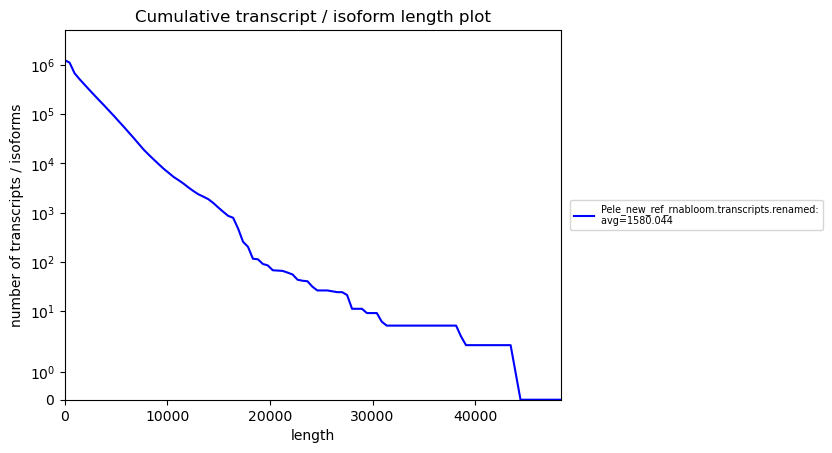 Cumulative transcript / isoform length plot
10⁶
10⁵
10⁴
10³
10²
10¹
10⁰
0
number of transcripts / isoforms
0 10000 20000 30000 40000
length
Pele_new_ref_rnabloom.transcripts.renamed:
avg=1580.044